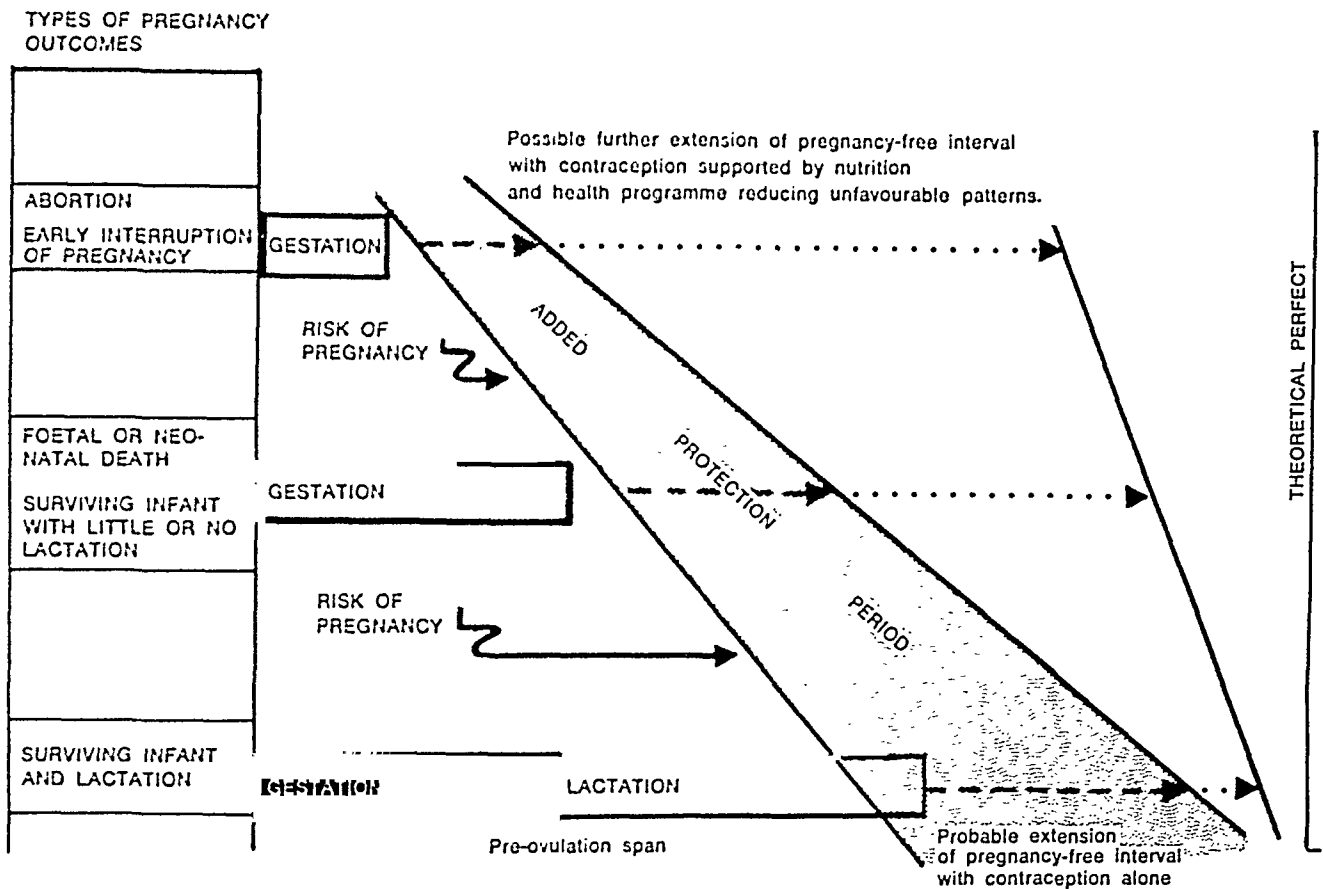 TYPES OF PREGNANCY
OUTCOMES
Possible further extension of pregnancy-free interval
with contraception supported by nutrition
and health programme reducing unfavourable patterns.
ABORTION
EARLY INTERRUPTION
OF PREGNANCY
GESTATION
ADDED
RISK OF
PREGNANCY
THEORETICAL PERFECT
FOETAL OR NEO-
NATAL DEATH
PROTECTION
GESTATION
SURVIVING INFANT
WITH LITTLE OR NO
LACTATION
RISK OF
PREGNANCY
PERIOD
SURVIVING INFANT
AND LACTATION
GESTATION
LACTATION
Pre-ovulation span
Probable extension
of pregnancy-free interval
with contraception alone